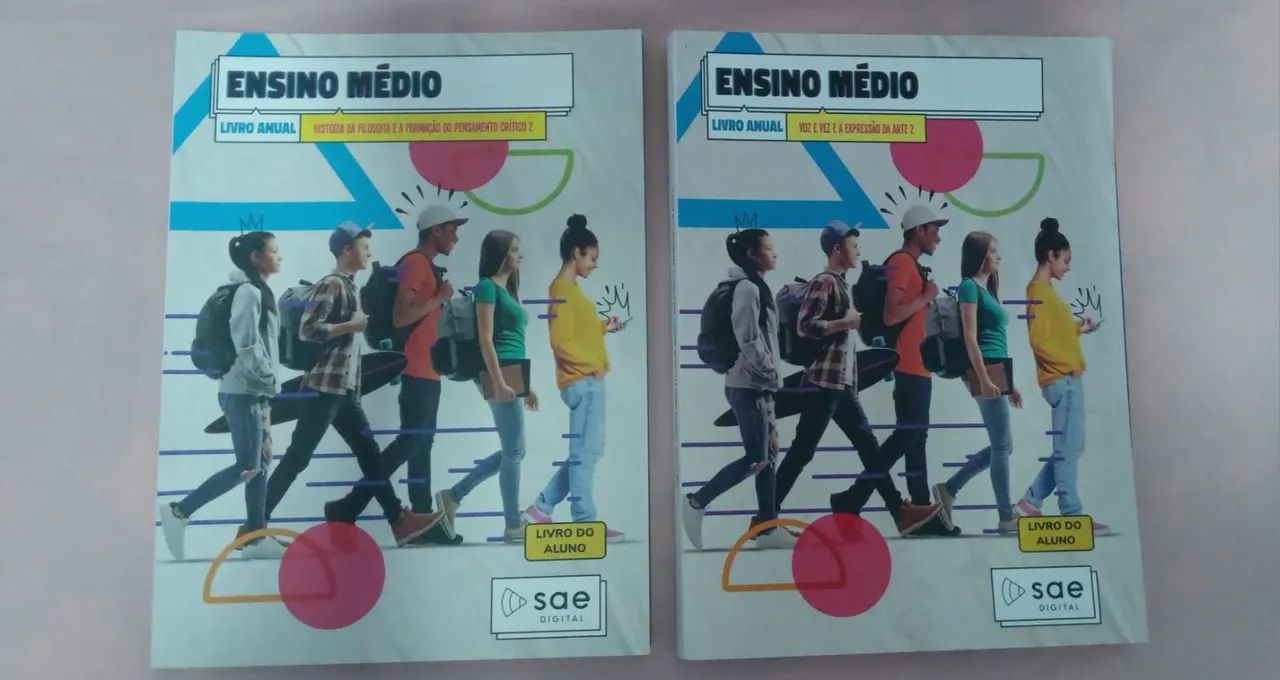 ENSINO MÉDIO
LIVRO ANUAL
HISTÓRIA DA FILOSOFIA E A FORMAÇÃO DO PENSAMENTO CRÍTICO 2
LIVRO DO
ALUNO
sae
DIGITAL
ENSINO MÉDIO
LIVRO ANUAL
VOZ E VEZ E A EXPRESSÃO DA ARTE 2
LIVRO DO
ALUNO
sae
DIGITAL